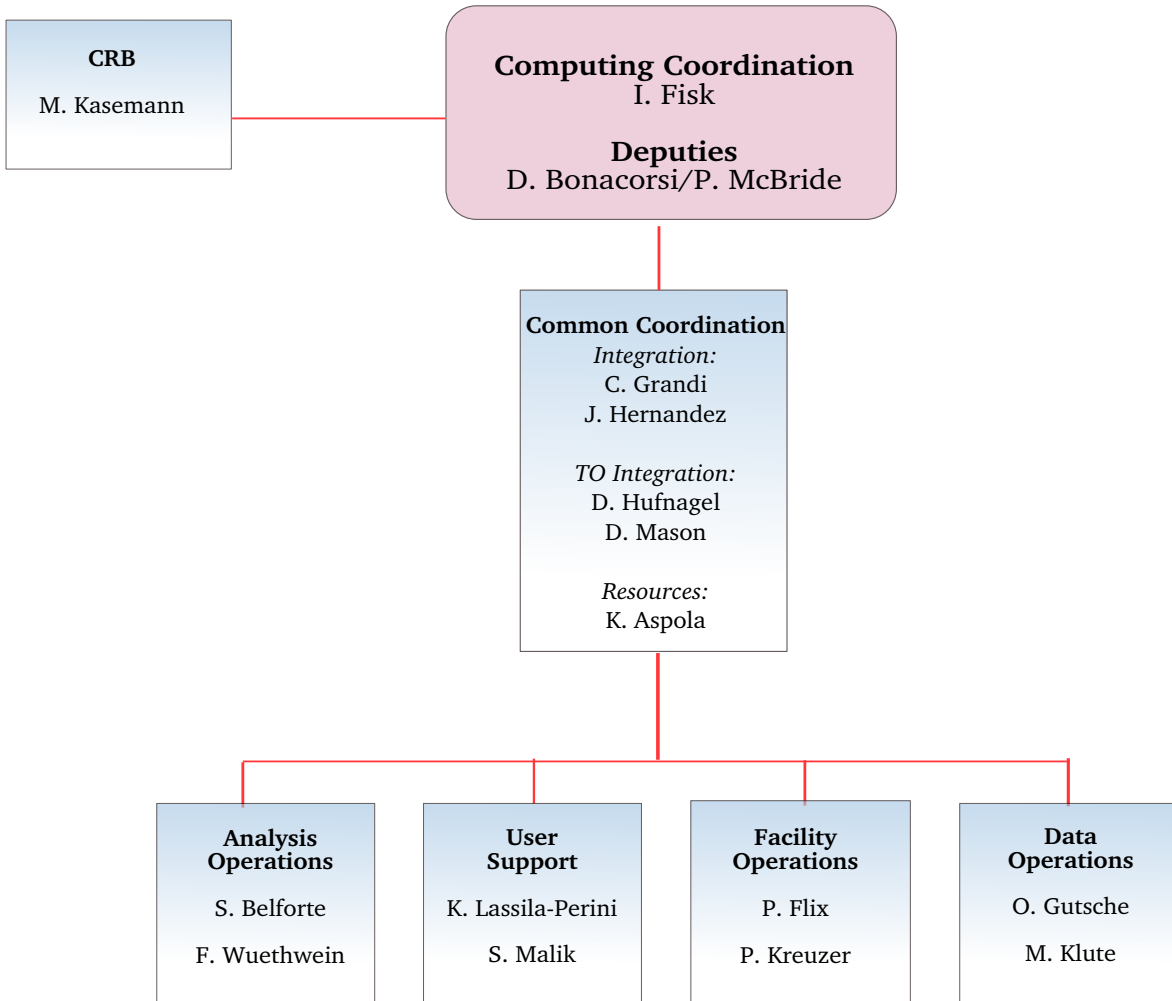 CRB
M. Kasemann
Computing Coordination
I. Fisk
Deputies
D. Bonacorsi/P. McBride
Common Coordination
Integration:
C. Grandi
J. Hernandez
TO Integration:
D. Hufnagel
D. Mason
Resources:
K. Aspola
Analysis
Operations
S. Belforte
F. Wuethwein
User
Support
K. Lassila-Perini
S. Malik
Facility
Operations
P. Flix
P. Kreuzer
Data
Operations
O. Gutsche
M. Klute